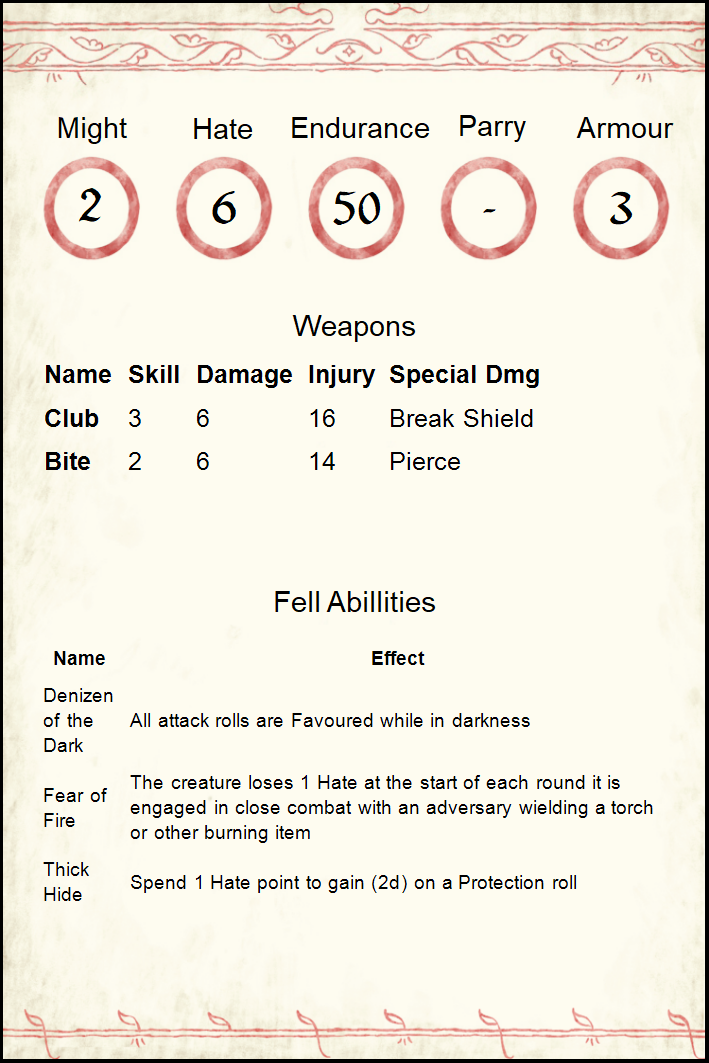 Might Hate Endurance Parry Armour
2 6 50 - 3
Weapons
Name Skill Damage Injury Special Dmg
Club 3 6 16 Break Shield
Bite 2 6 14 Pierce
Fell Abillities
Name Effect
Denizen
of the
Dark
All attack rolls are Favoured while in darkness
Fear of
Fire
The creature loses 1 Hate at the start of each round it is
engaged in close combat with an adversary wielding a torch
or other burning item
Thick
Hide
Spend 1 Hate point to gain (2d) on a Protection roll